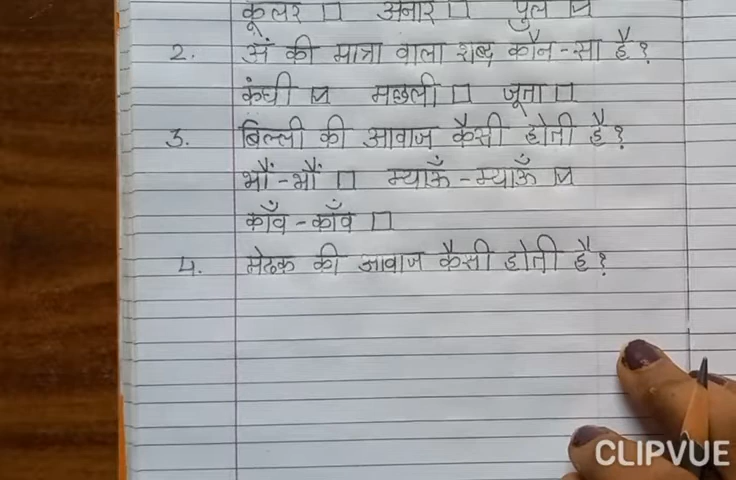 कूलर □ अनार □ पुल ☑
2. अं की मात्रा वाला शब्द कौन-सा है?
कंघी ☑ मछली □ जूता □
3. बिल्ली की आवाज कैसी होती है?
भौं-भौं □ म्याऊँ-म्याऊँ ☑
काँव-काँव □
4. मेढक की आवाज कैसी होती है?
CLIPVUE